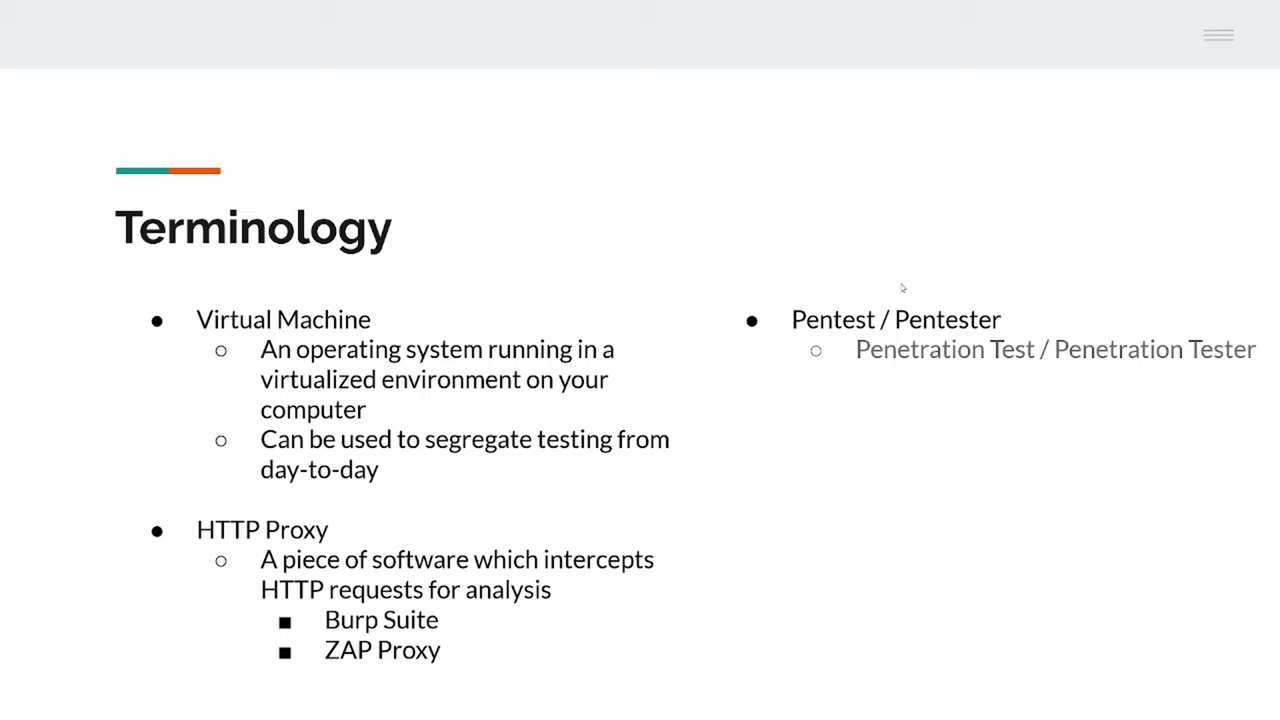 Terminology
● Virtual Machine
○ An operating system running in a
virtualized environment on your
computer
○ Can be used to segregate testing from
day-to-day
● HTTP Proxy
○ A piece of software which intercepts
HTTP requests for analysis
■ Burp Suite
■ ZAP Proxy
● Pentest / Pentester
○ Penetration Test / Penetration Tester